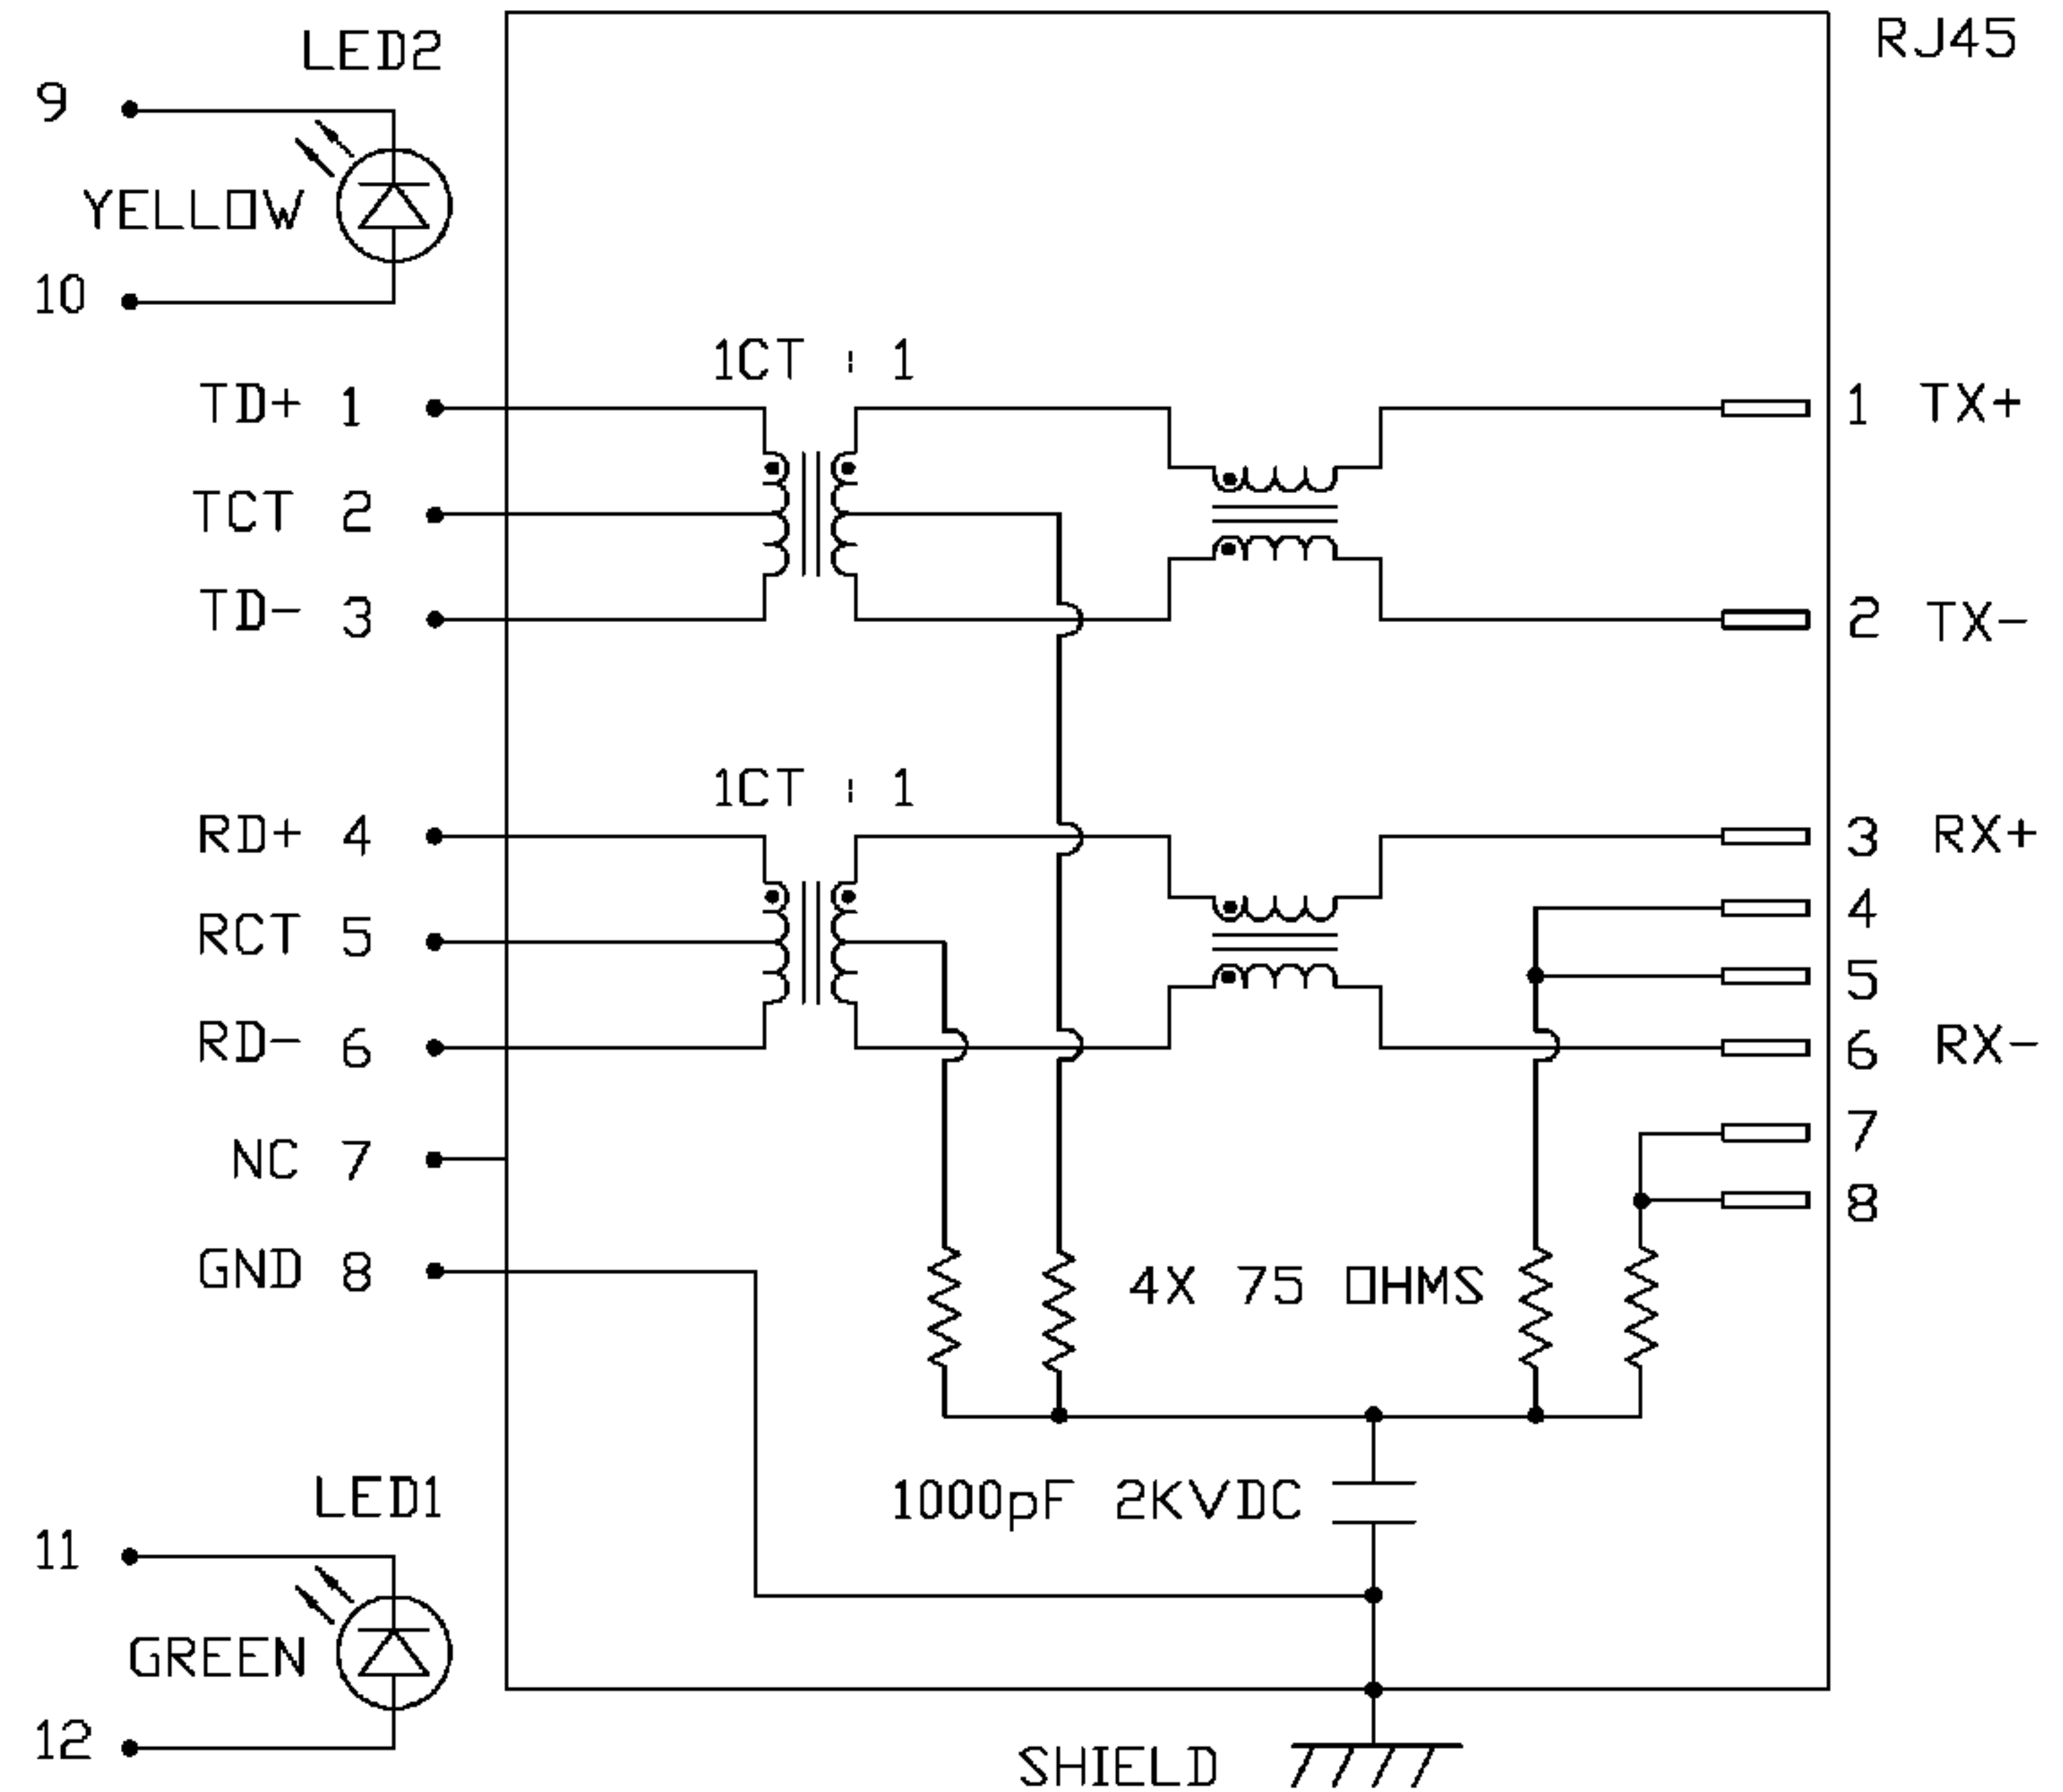 LED2
RJ45
9
YELLOW
10
1CT : 1
TD+ 1
1 TX+
TCT 2
TD- 3
2 TX-
1CT : 1
RD+ 4
3 RX+
4
RCT 5
5
RD- 6
6 RX-
7
NC 7
8
GND 8
4X 75 OHMS
LED1
1000pF 2KVDC
11
GREEN
12
SHIELD